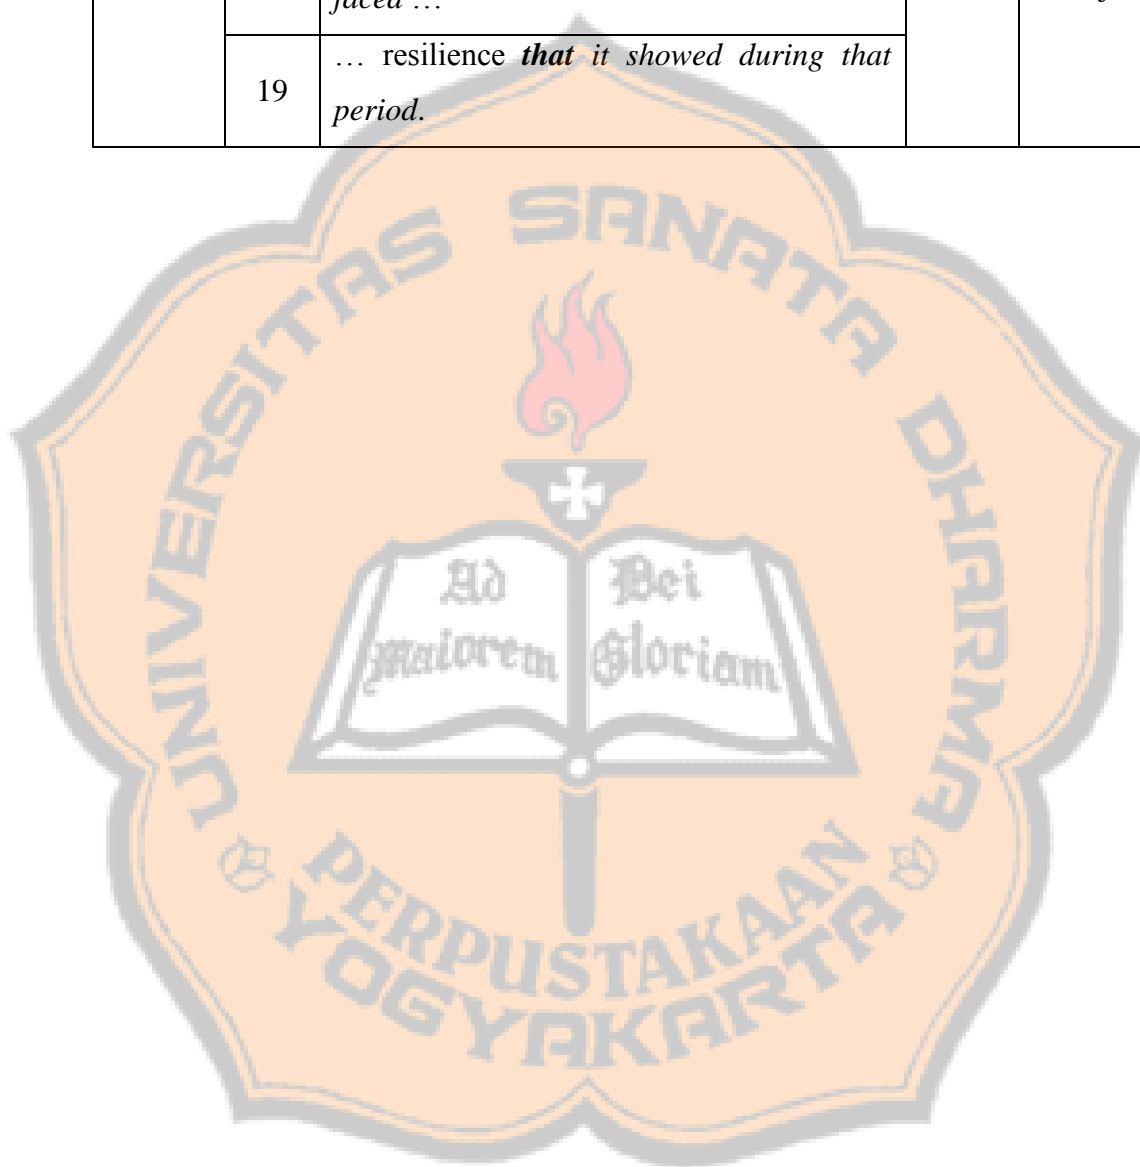 faced …
19
… resilience that it showed during that
period.
UNIVERSITAS SANATA DHARMA
Ad Dei
Maiorem Gloriam
PERPUSTAKAAN
YOGYAKARTA